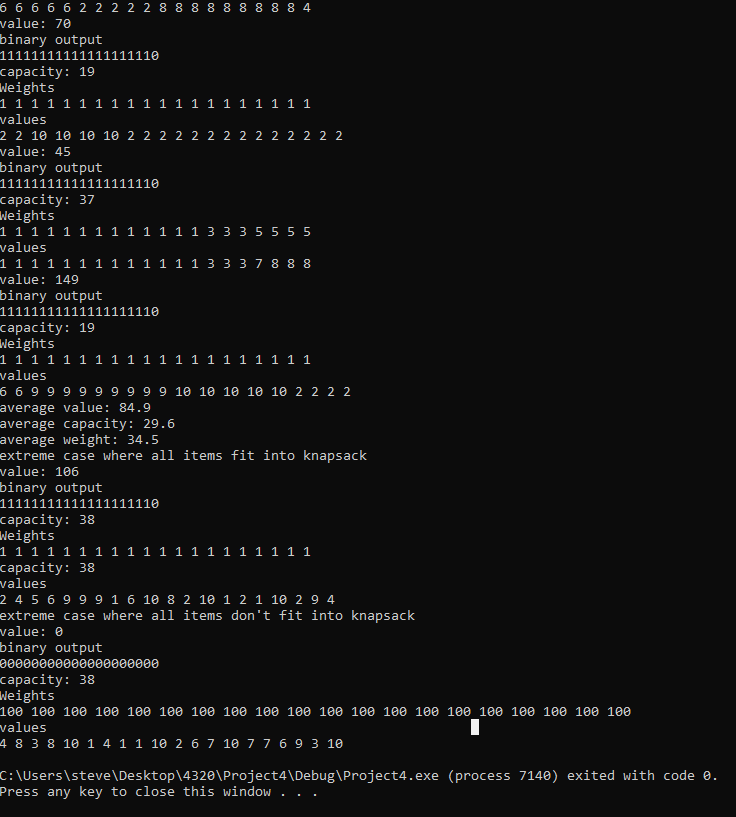 6 6 6 6 6 2 2 2 2 2 8 8 8 8 8 8 8 8 8 4
value: 70
binary output
11111111111111111110
capacity: 19
Weights
1 1 1 1 1 1 1 1 1 1 1 1 1 1 1 1 1 1 1 1
values
2 2 10 10 10 10 2 2 2 2 2 2 2 2 2 2 2 2 2 2
value: 45
binary output
11111111111111111110
capacity: 37
Weights
1 1 1 1 1 1 1 1 1 1 1 1 1 3 3 3 5 5 5 5
values
1 1 1 1 1 1 1 1 1 1 1 1 1 3 3 3 7 8 8 8
value: 149
binary output
11111111111111111110
capacity: 19
Weights
1 1 1 1 1 1 1 1 1 1 1 1 1 1 1 1 1 1 1 1
values
6 6 9 9 9 9 9 9 9 9 9 10 10 10 10 10 2 2 2 2
average value: 84.9
average capacity: 29.6
average weight: 34.5
extreme case where all items fit into knapsack
value: 106
binary output
11111111111111111110
capacity: 38
Weights
1 1 1 1 1 1 1 1 1 1 1 1 1 1 1 1 1 1 1 1
capacity: 38
values
2 4 5 6 9 9 9 1 6 10 8 2 10 1 2 1 10 2 9 4
extreme case where all items don't fit into knapsack
value: 0
binary output
00000000000000000000
capacity: 38
Weights
100 100 100 100 100 100 100 100 100 100 100 100 100 100 100 100 100 100 100 100
values
4 8 3 8 10 1 4 1 1 10 2 6 7 10 7 7 6 9 3 10
C:\Users\steve\Desktop\4320\Project4\Debug\Project4.exe (process 7140) exited with code 0.
Press any key to close this window . . .